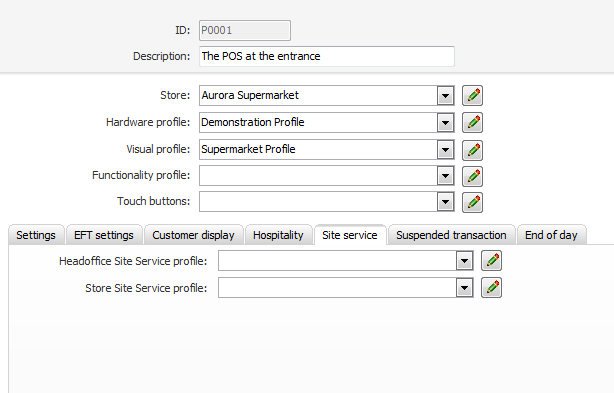 ID: P0001
Description: The POS at the entrance
Store: Aurora Supermarket
Hardware profile: Demonstration Profile
Visual profile: Supermarket Profile
Functionality profile:
Touch buttons:
Settings EFT settings Customer display Hospitality Site service Suspended transaction End of day
Headoffice Site Service profile:
Store Site Service profile: